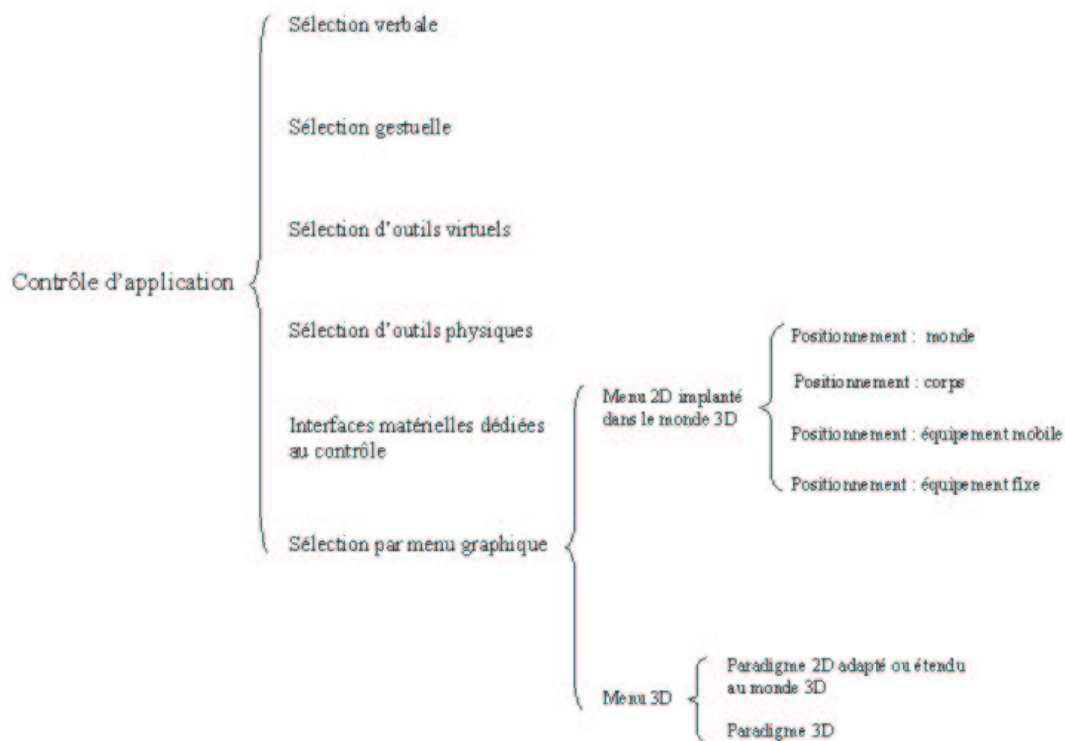 Sélection verbale
Sélection gestuelle
Sélection d'outils virtuels
Contrôle d'application
Sélection d'outils physiques
Interfaces matérielles dédiées
au contrôle
Sélection par menu graphique
Menu 2D implanté
dans le monde 3D
Positionnement : monde
Positionnement : corps
Positionnement : équipement mobile
Positionnement : équipement fixe
Menu 3D
Paradigme 2D adapté ou étendu
au monde 3D
Paradigme 3D